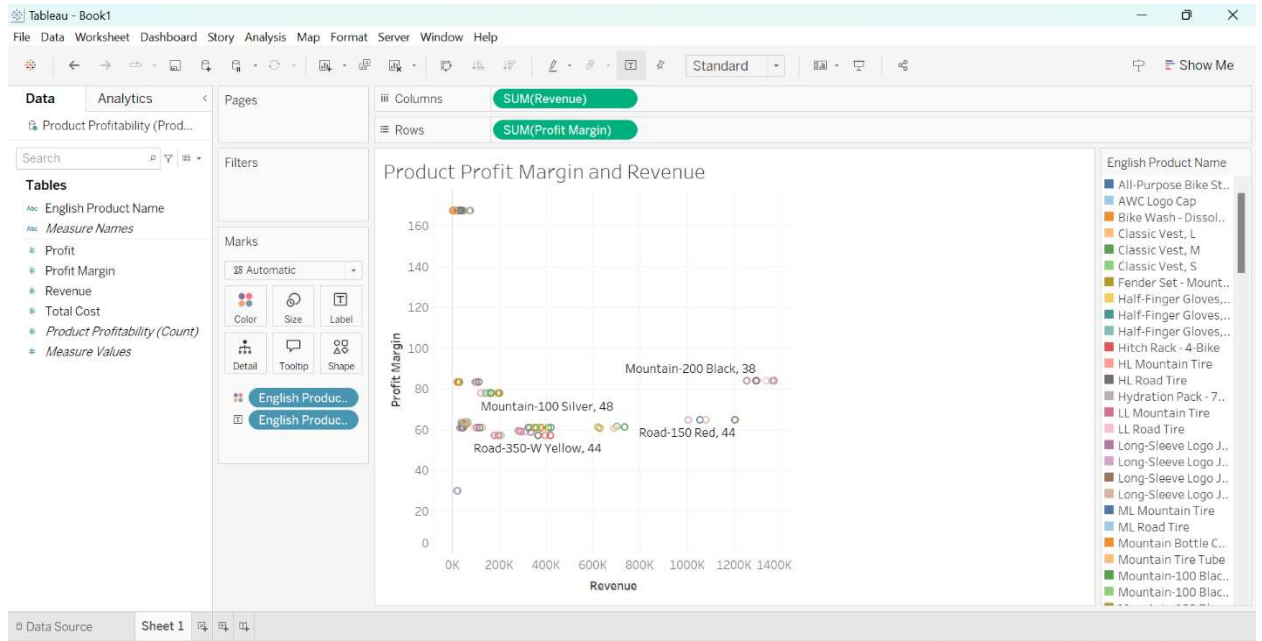 Tableau - Book1
File Data Worksheet Dashboard Story Analysis Map Format Server Window Help
Standard
Show Me
Data Analytics
Product Profitability (Prod...
Search
Tables
Abc English Product Name
Abc Measure Names
# Profit
# Profit Margin
# Revenue
# Total Cost
# Product Profitability (Count)
# Measure Values
Pages
Filters
Marks
Automatic
Color Size Label
Detail Tooltip Shape
English Produc..
English Produc..
Columns SUM(Revenue)
Rows SUM(Profit Margin)
Product Profit Margin and Revenue
Profit Margin
160
140
120
100
80
60
40
20
0
Mountain-200 Black, 38
Mountain-100 Silver, 48
Road-150 Red, 44
Road-350-W Yellow, 44
0K 200K 400K 600K 800K 1000K 1200K 1400K
Revenue
English Product Name
All-Purpose Bike St..
AWC Logo Cap
Bike Wash - Dissol..
Classic Vest, L
Classic Vest, M
Classic Vest, S
Fender Set - Mount..
Half-Finger Gloves,..
Half-Finger Gloves,..
Half-Finger Gloves,..
Hitch Rack - 4-Bike
HL Mountain Tire
HL Road Tire
Hydration Pack - 7..
LL Mountain Tire
LL Road Tire
Long-Sleeve Logo J..
Long-Sleeve Logo J..
Long-Sleeve Logo J..
Long-Sleeve Logo J..
ML Mountain Tire
ML Road Tire
Mountain Bottle C..
Mountain Tire Tube
Mountain-100 Blac..
Mountain-100 Blac..
Data Source Sheet 1